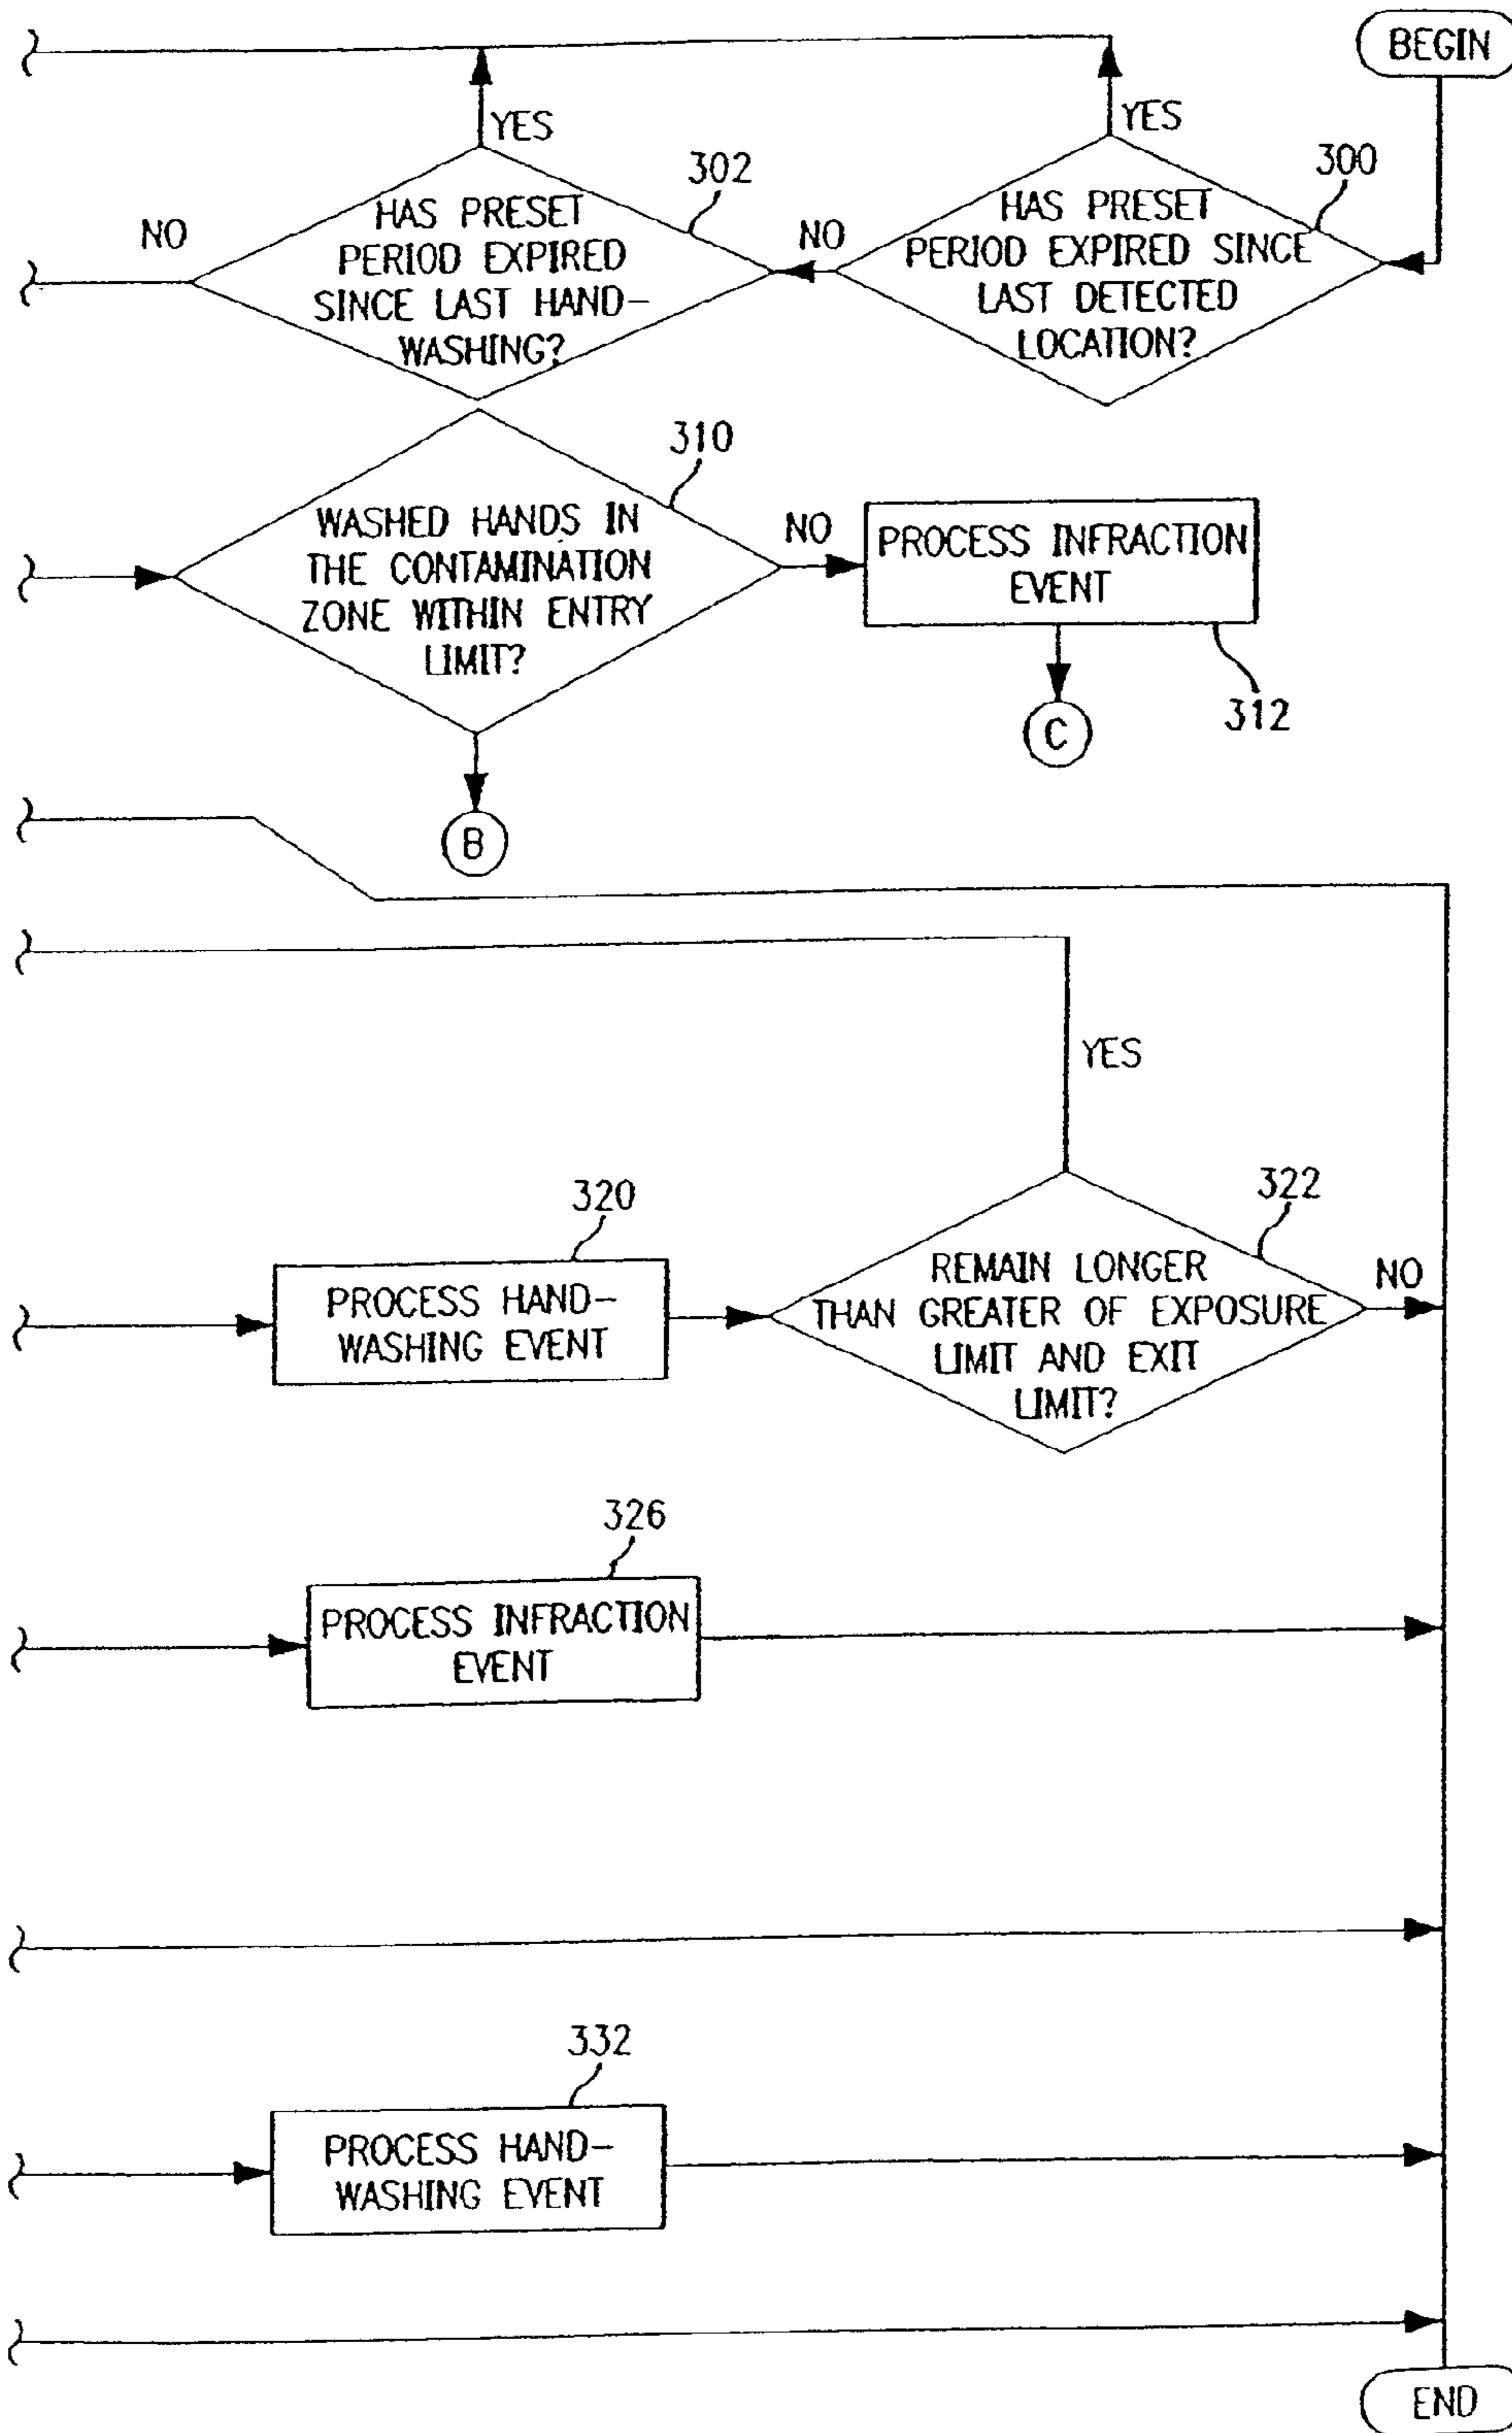 BEGIN
YES
YES
302
300
NO
HAS PRESET
PERIOD EXPIRED
SINCE LAST HAND-
WASHING?
NO
HAS PRESET
PERIOD EXPIRED SINCE
LAST DETECTED
LOCATION?
310
WASHED HANDS IN
THE CONTAMINATION
ZONE WITHIN ENTRY
LIMIT?
NO
PROCESS INFRACTION
EVENT
312
C
B
YES
320
322
PROCESS HAND-
WASHING EVENT
REMAIN LONGER
THAN GREATER OF EXPOSURE
LIMIT AND EXIT
LIMIT?
NO
326
PROCESS INFRACTION
EVENT
332
PROCESS HAND-
WASHING EVENT
END